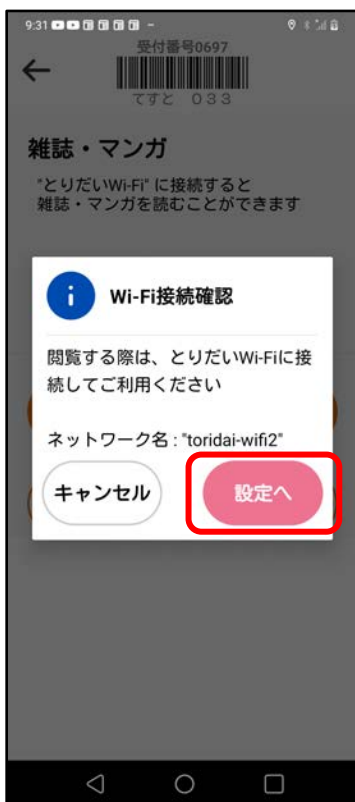 9:31
受付番号0697
てすと 033
雑誌・マンガ
"とりだいWi-Fi" に接続すると
雑誌・マンガを読むことができます
Wi-Fi接続確認
閲覧する際は、とりだいWi-Fiに接
続してご利用ください
ネットワーク名 : "toridai-wifi2"
キャンセル 設定へ